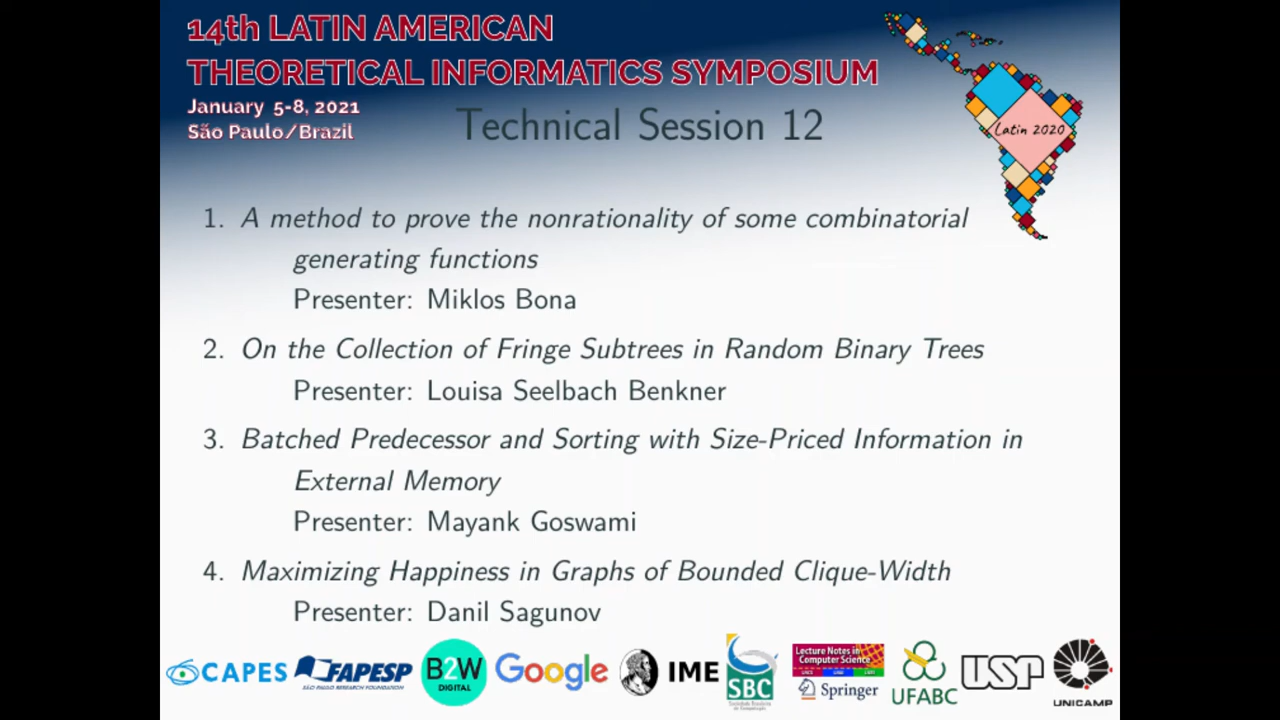 14th LATIN AMERICAN
THEORETICAL INFORMATICS SYMPOSIUM
January 5-8, 2021
São Paulo/Brazil
Technical Session 12
Latin 2020
1. A method to prove the nonrationality of some combinatorial
generating functions
Presenter: Miklos Bona
2. On the Collection of Fringe Subtrees in Random Binary Trees
Presenter: Louisa Seelbach Benkner
3. Batched Predecessor and Sorting with Size-Priced Information in
External Memory
Presenter: Mayank Goswami
4. Maximizing Happiness in Graphs of Bounded Clique-Width
Presenter: Danil Sagunov
CAPES
FAPESP
SÃO PAULO RESEARCH FOUNDATION
B2W
DIGITAL
Google
IME
SBC
Lecture Notes in
Computer Science
Springer
UFABC
USP
UNICAMP